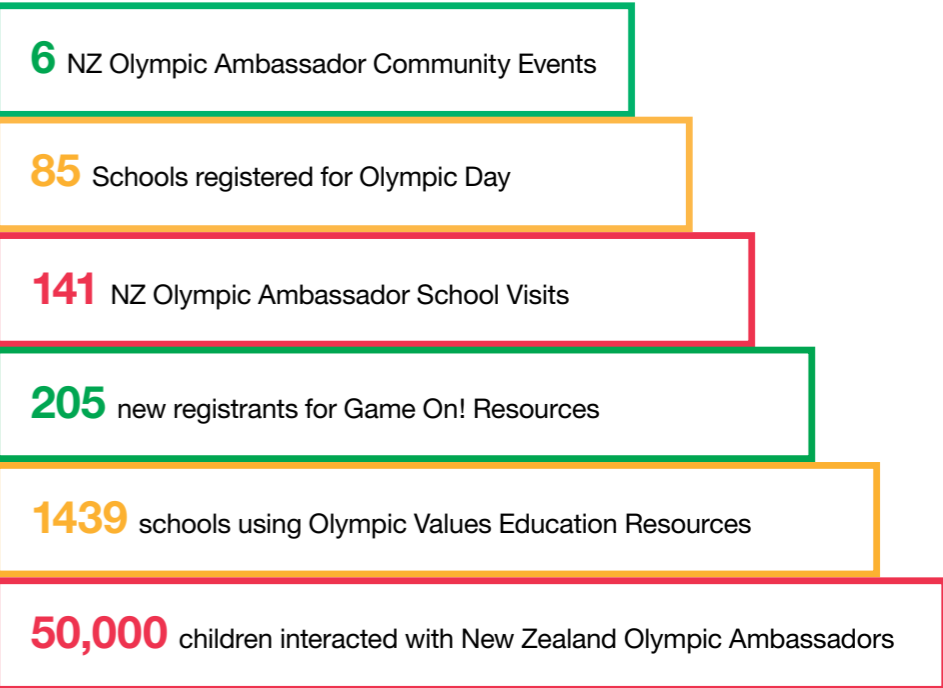 6 NZ Olympic Ambassador Community Events
85 Schools registered for Olympic Day
141 NZ Olympic Ambassador School Visits
205 new registrants for Game On! Resources
1439 schools using Olympic Values Education Resources
50,000 children interacted with New Zealand Olympic Ambassadors